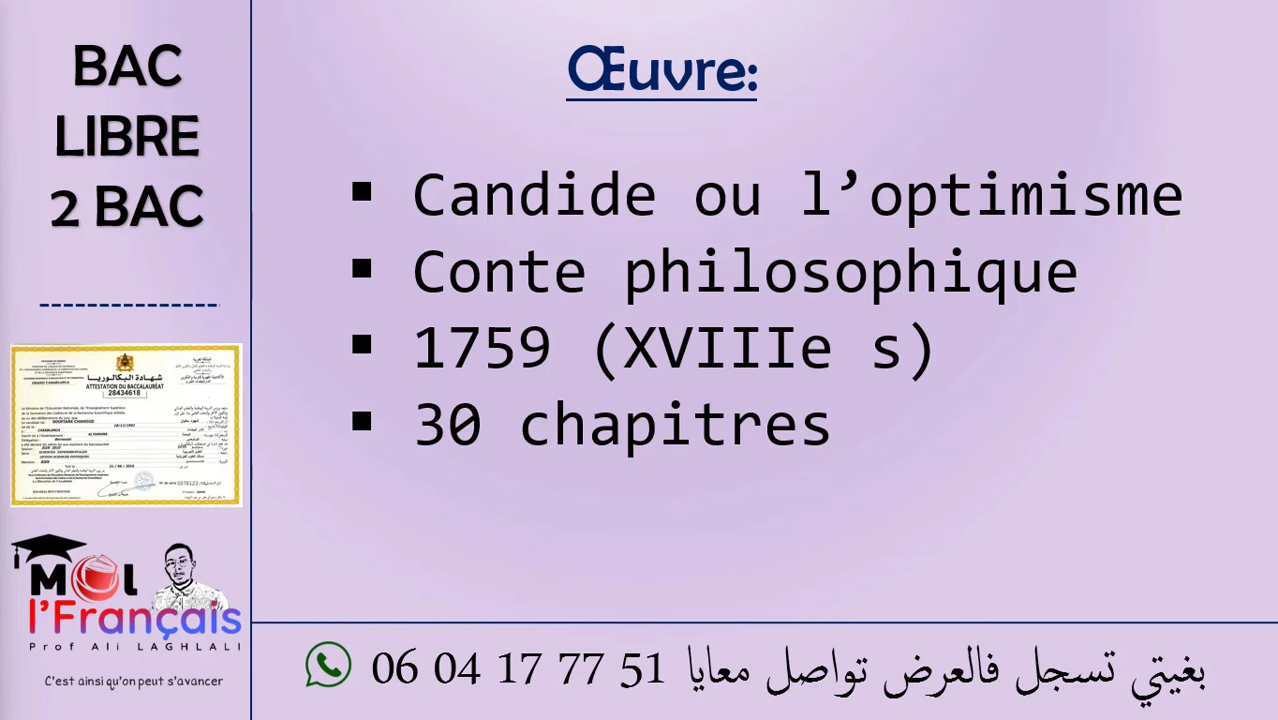 BAC
LIBRE
2 BAC
Œuvre:
▪ Candide ou l’optimisme
▪ Conte philosophique
▪ 1759 (XVIIIe s)
▪ 30 chapitres
شهادة البكالوريا
ATTESTATION DU BACCALAURÉAT
28434618
MOL
l’Français
Prof Ali LAGHLALI
C’est ainsi qu’on peut s’avancer
بغيتي تسجل فالعرض تواصل معايا 51 77 17 04 06